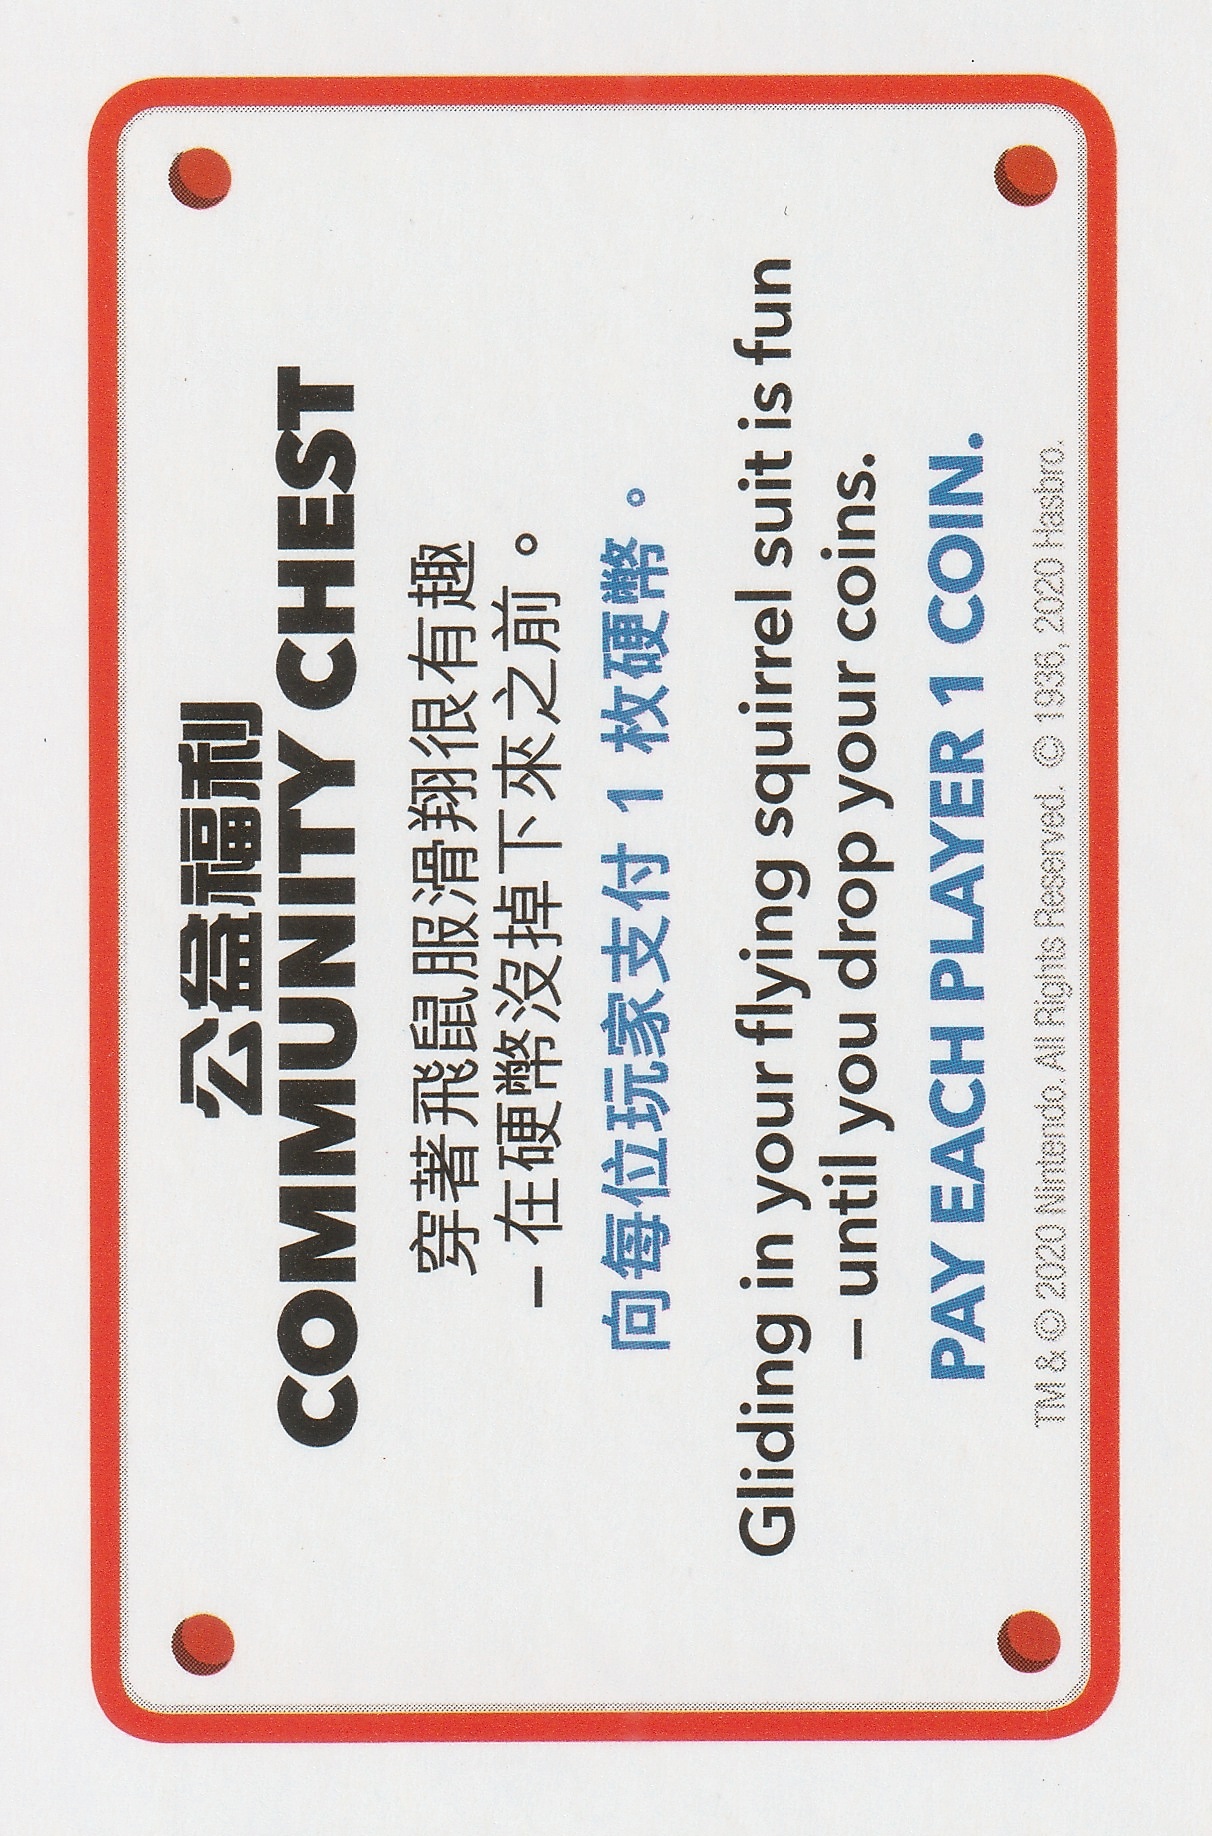 公益福利
COMMUNITY CHEST
穿著飛鼠服滑翔很有趣
– 在硬幣沒掉下來之前。
向每位玩家支付 1 枚硬幣。
Gliding in your flying squirrel suit is fun
– until you drop your coins.
PAY EACH PLAYER 1 COIN.
TM & © 2020 Nintendo. All Rights Reserved. © 1936, 2020 Hasbro.